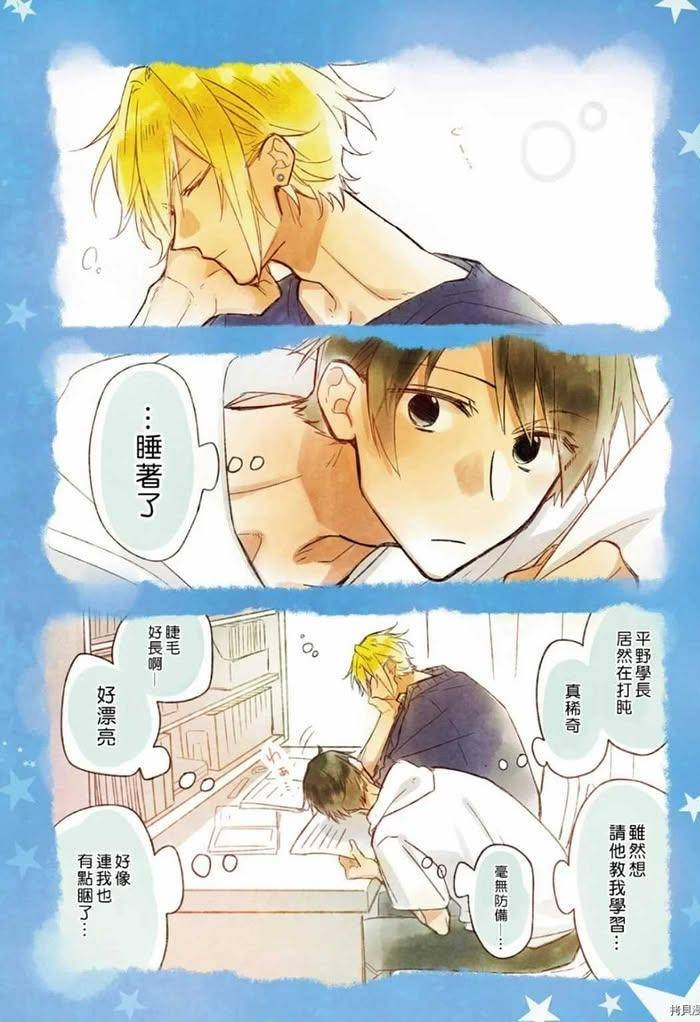 …睡著了
平野學長
居然在打盹
真稀奇
雖然想
請他教我學習…
毫無防備—
睫毛
好長啊—
好漂亮
好像
連我也
有點睏了…
拷貝漫